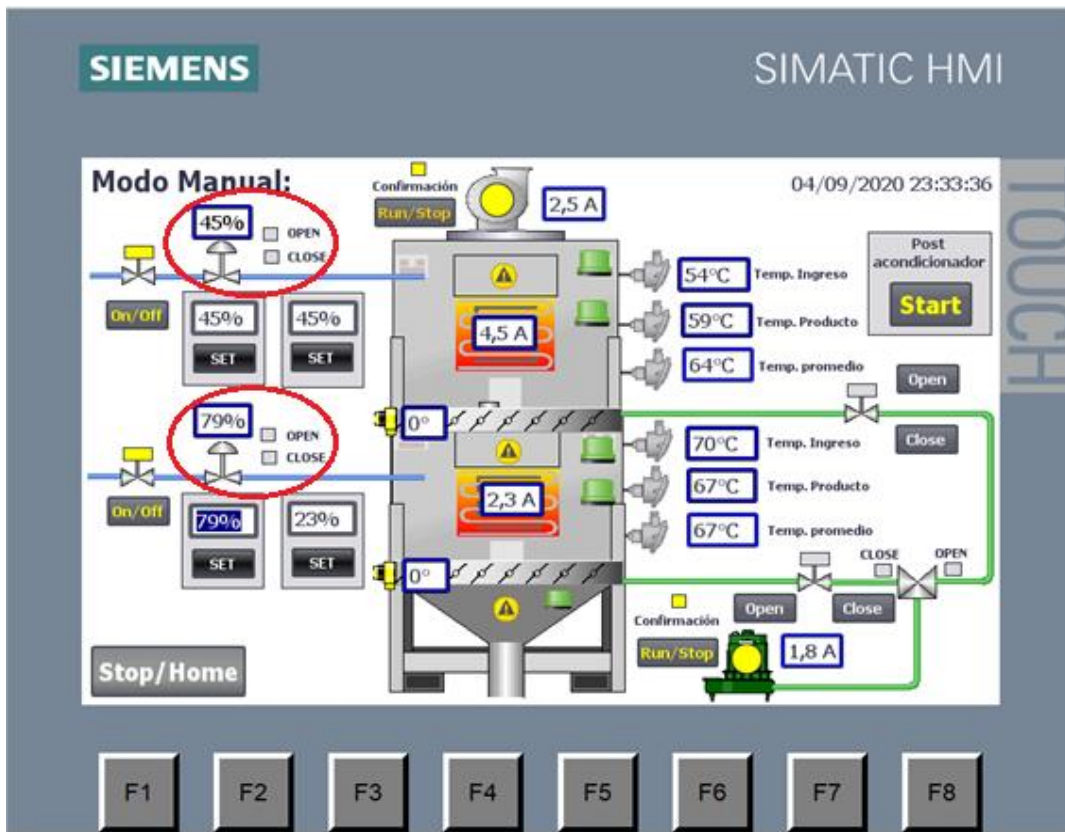 SIEMENS
SIMATIC HMI
TOUCH
Modo Manual:
04/09/2020 23:33:36
Confirmación
Run/Stop
2,5 A
45%
OPEN
CLOSE
On/Off
45%
SET
45%
SET
4,5 A
54°C Temp. Ingreso
59°C Temp. Producto
64°C Temp. promedio
Post
acondicionador
Start
Open
Close
79%
OPEN
CLOSE
On/Off
79%
SET
23%
SET
0°
2,3 A
70°C Temp. Ingreso
67°C Temp. Producto
67°C Temp. promedio
0°
CLOSE
OPEN
Open
Close
Confirmación
Run/Stop
1,8 A
Stop/Home
F1
F2
F3
F4
F5
F6
F7
F8